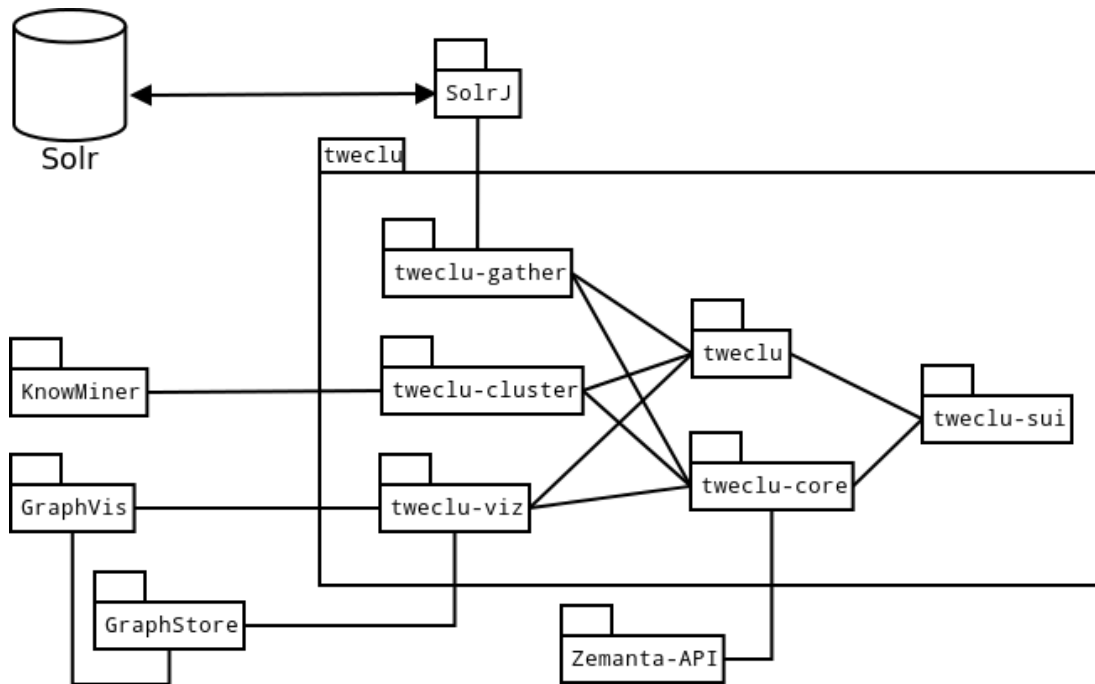 SolrJ
Solr
tweclu
tweclu-gather
tweclu
KnowMiner
tweclu-cluster
tweclu-sui
GraphVis
tweclu-viz
tweclu-core
GraphStore
Zemanta-API